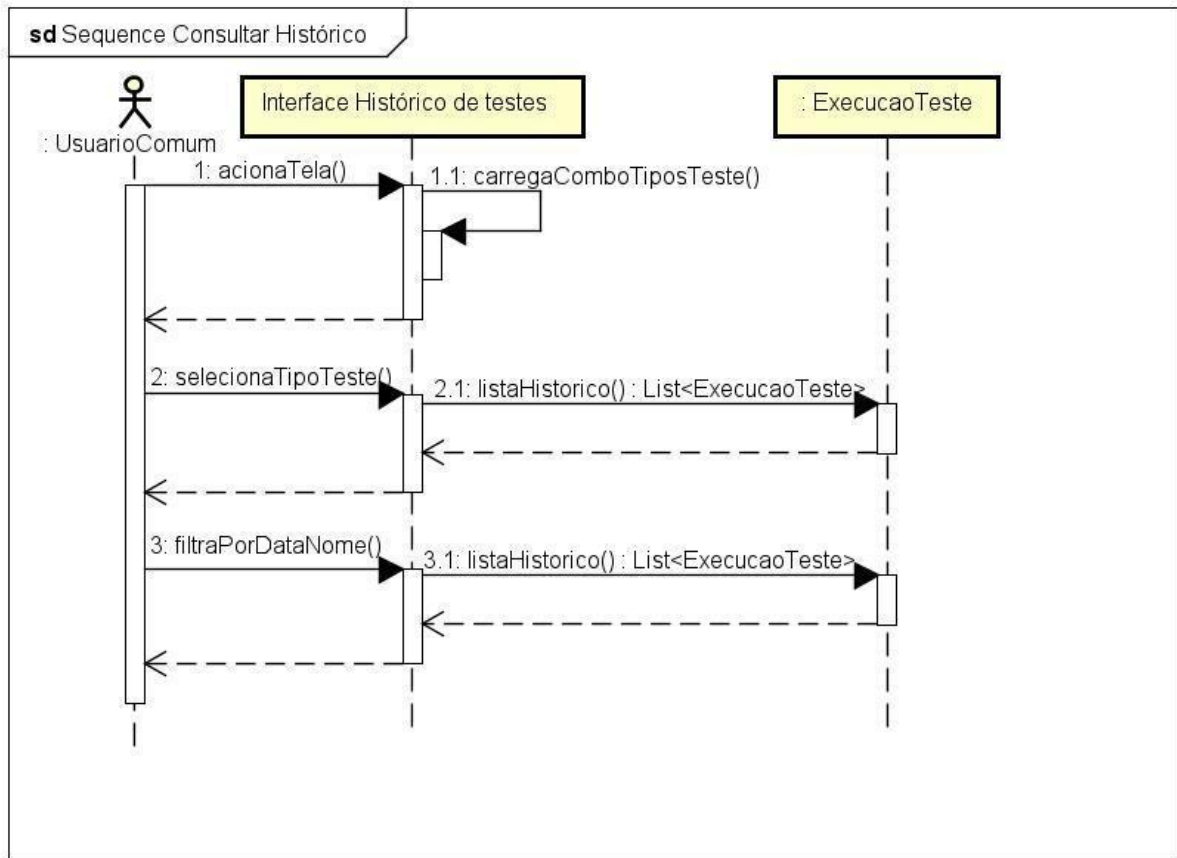 sd Sequence Consultar Histórico
Interface Histórico de testes
: ExecucaoTeste
: UsuarioComum
1: acionaTela()
1.1: carregaComboTiposTeste()
2: selecionaTipoTeste()
2.1: listaHistorico() : List<ExecucaoTeste>
3: filtraPorDataNome()
3.1: listaHistorico() : List<ExecucaoTeste>